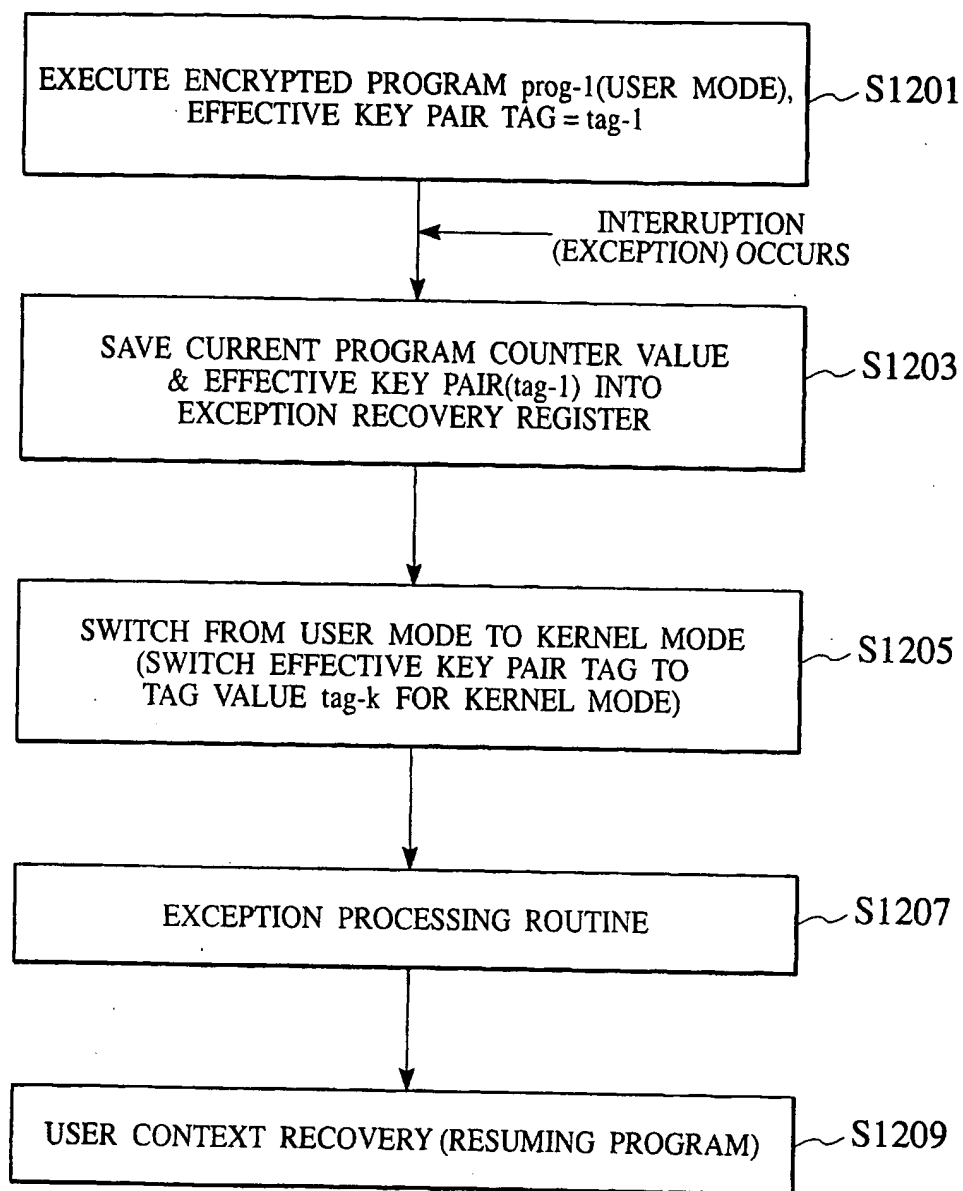 EXECUTE ENCRYPTED PROGRAM prog-1(USER MODE),
EFFECTIVE KEY PAIR TAG = tag-1
S1201
INTERRUPTION
(EXCEPTION) OCCURS
SAVE CURRENT PROGRAM COUNTER VALUE
& EFFECTIVE KEY PAIR(tag-1) INTO
EXCEPTION RECOVERY REGISTER
S1203
SWITCH FROM USER MODE TO KERNEL MODE
(SWITCH EFFECTIVE KEY PAIR TAG TO
TAG VALUE tag-k FOR KERNEL MODE)
S1205
EXCEPTION PROCESSING ROUTINE
S1207
USER CONTEXT RECOVERY (RESUMING PROGRAM)
S1209